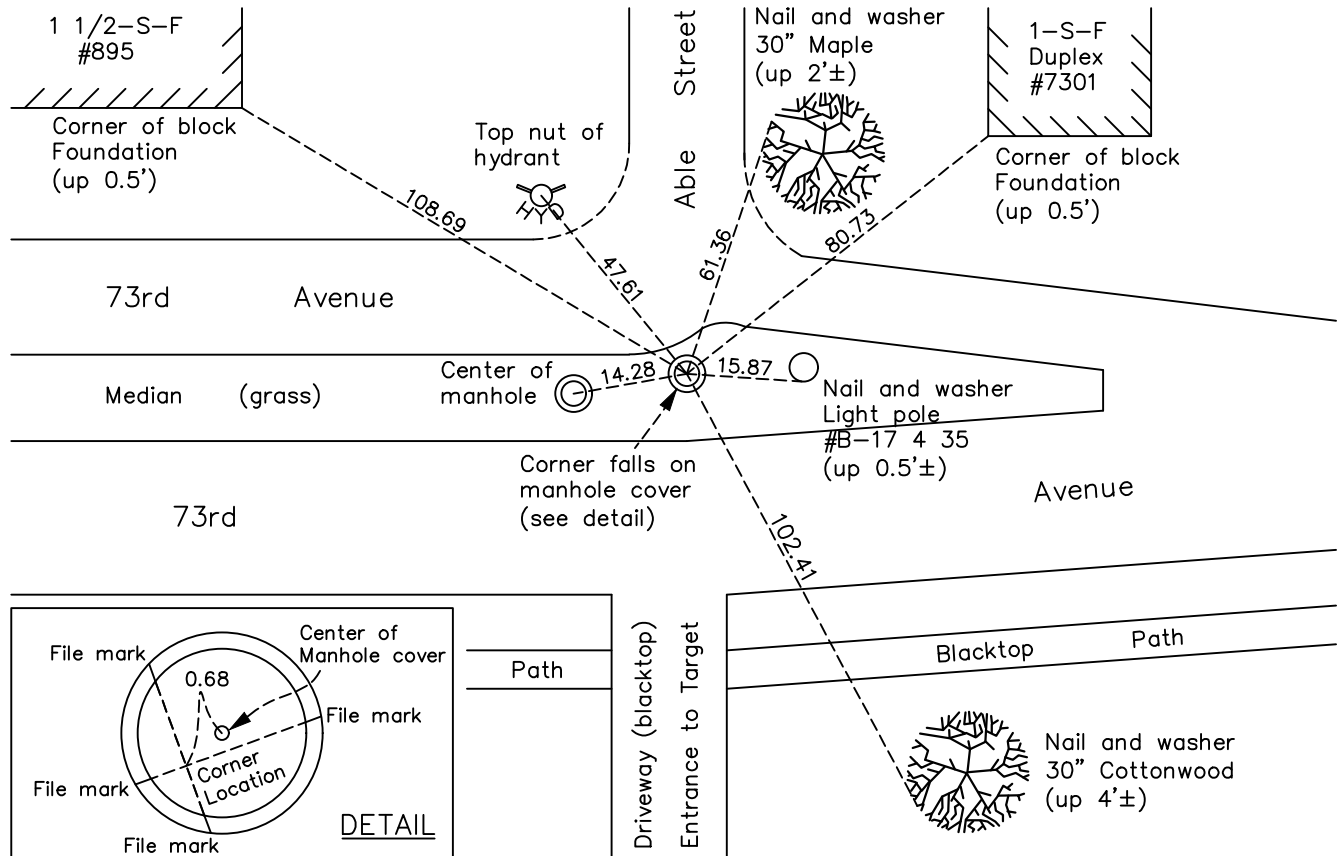 1 1/2-S-F
#895
Corner of block
Foundation
(up 0.5')
Top nut of
hydrant
HYD
Able Street
Nail and washer
30" Maple
(up 2'±)
1-S-F
Duplex
#7301
Corner of block
Foundation
(up 0.5')
108.69
47.61
61.36
80.73
73rd Avenue
Median (grass)
Center of
manhole
14.28
15.87
Nail and washer
Light pole
#B-17 4 35
(up 0.5'±)
Corner falls on
manhole cover
(see detail)
73rd
Avenue
102.41
Path
Driveway (blacktop)
Entrance to Target
Blacktop Path
Nail and washer
30" Cottonwood
(up 4'±)
File mark
Center of
Manhole cover
0.68
File mark
File mark
Corner
Location
File mark
DETAIL